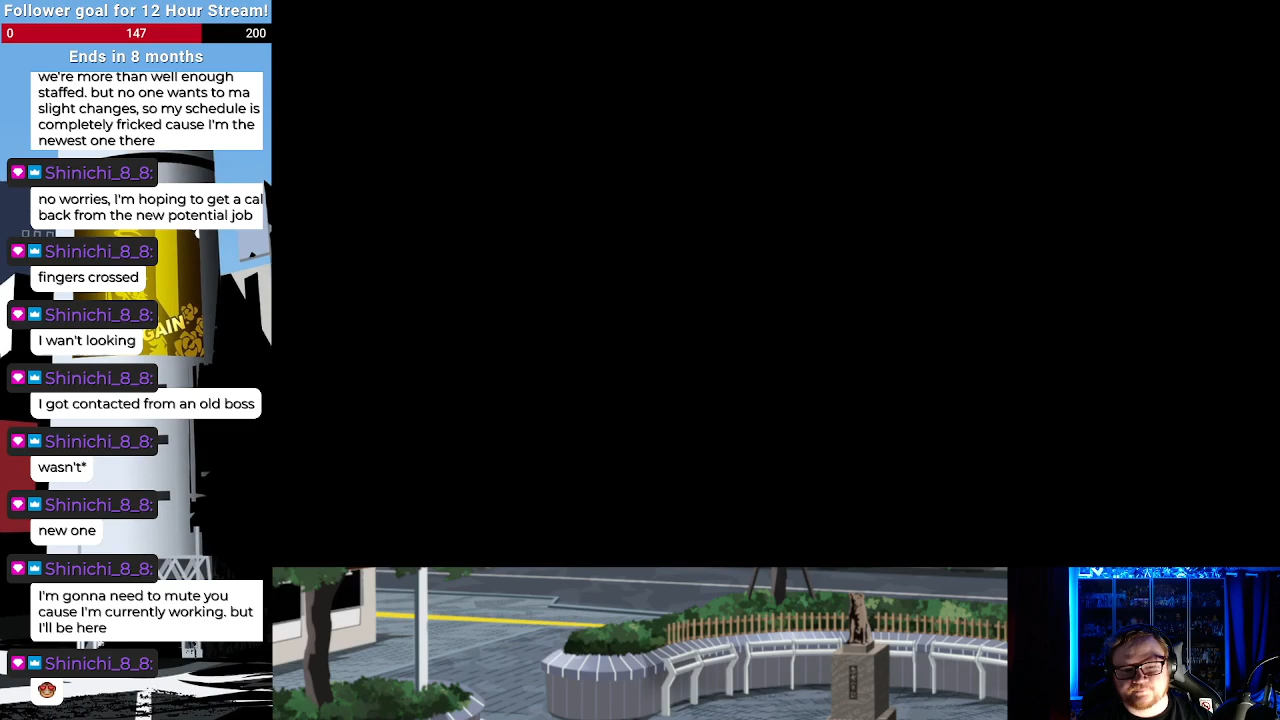 Follower goal for 12 Hour Stream!
0 147 200
Ends in 8 months
we're more than well enough
staffed. but no one wants to ma
slight changes, so my schedule is
completely fricked cause I'm the
newest one there
Shinichi_8_8:
no worries, I'm hoping to get a cal
back from the new potential job
Shinichi_8_8:
fingers crossed
Shinichi_8_8:
I wan't looking
GAIN
Shinichi_8_8:
I got contacted from an old boss
Shinichi_8_8:
wasn't*
Shinichi_8_8:
new one
Shinichi_8_8:
I'm gonna need to mute you
cause I'm currently working. but
I'll be here
Shinichi_8_8: